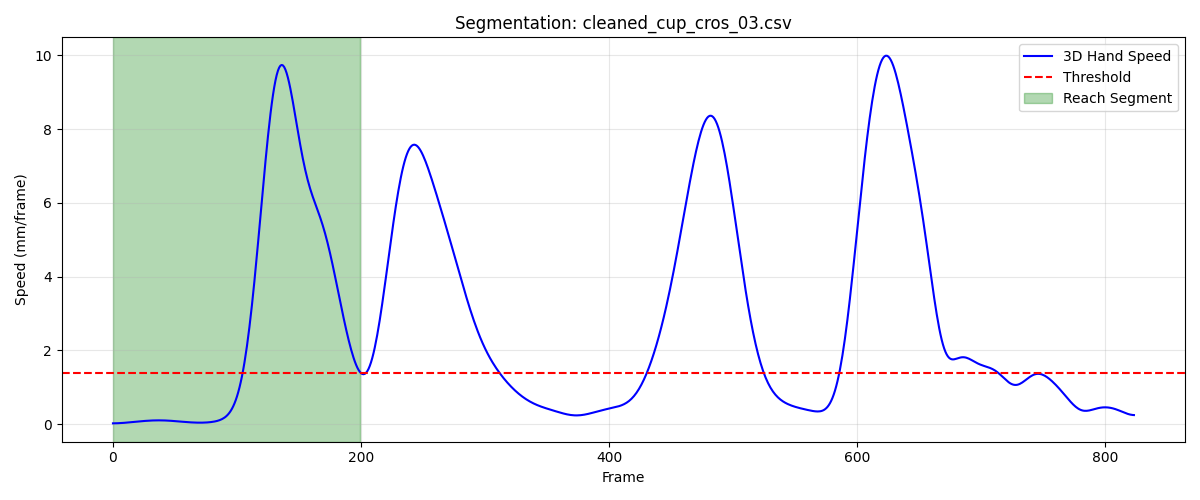 Segmentation: cleaned_cup_cros_03.csv
3D Hand Speed
Threshold
Reach Segment
Speed (mm/frame)
10
8
6
4
2
0
0 200 400 600 800
Frame